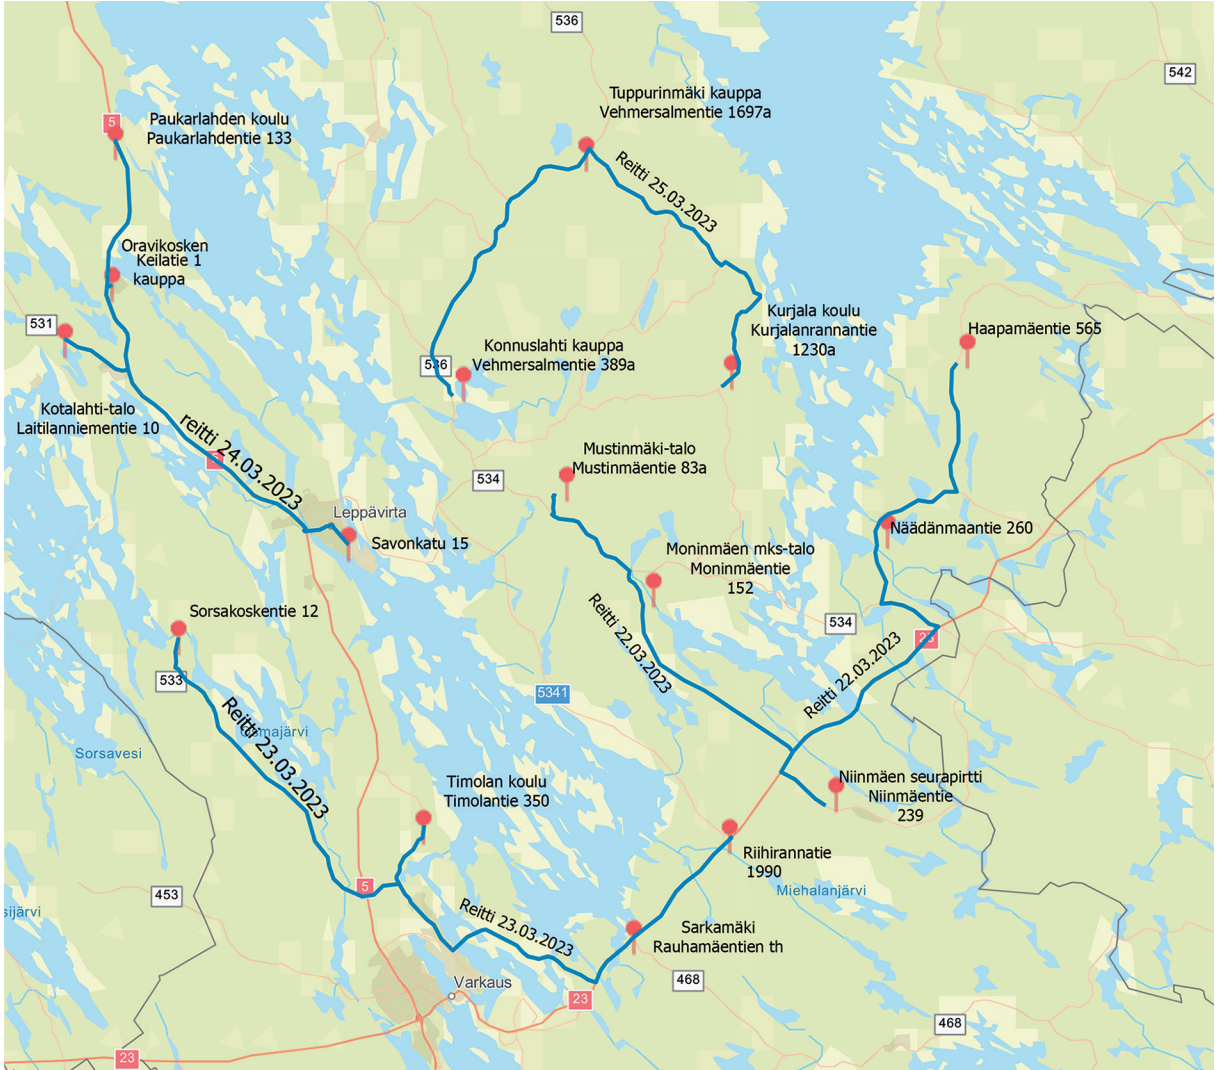 536
542
Tuppurinmäki kauppa
Vehmersalmentie 1697a
5
Paukarlahden koulu
Paukarlahdentie 133
Reitti 25.03.2023
Oravikosken
Keilatie 1
kauppa
531
Kurjala koulu
Kurjalanrannantie
1230a
Haapamäentie 565
Konnuslahti kauppa
Vehmersalmentie 389a
536
Kotalahti-talo
Laitilanniementie 10
reitti 24.03.2023
5
Mustinmäki-talo
Mustinmäentie 83a
534
Leppävirta
Savonkatu 15
Näädänmaantie 260
Moninmäen mks-talo
Moninmäentie
152
Sorsakoskentie 12
Reitti 22.03.2023
534
23
Reitti 22.03.2023
533
5341
Reitti 23.03.2023
Sorsavesi
Timolan koulu
Timolantie 350
Niinmäen seurapirtti
Niinmäentie
239
Riihirannatie
1990
Miehalanjärvi
5
453
sijärvi
Reitti 23.03.2023
Sarkamäki
Rauhamäentien th
Varkaus
468
23
468
23